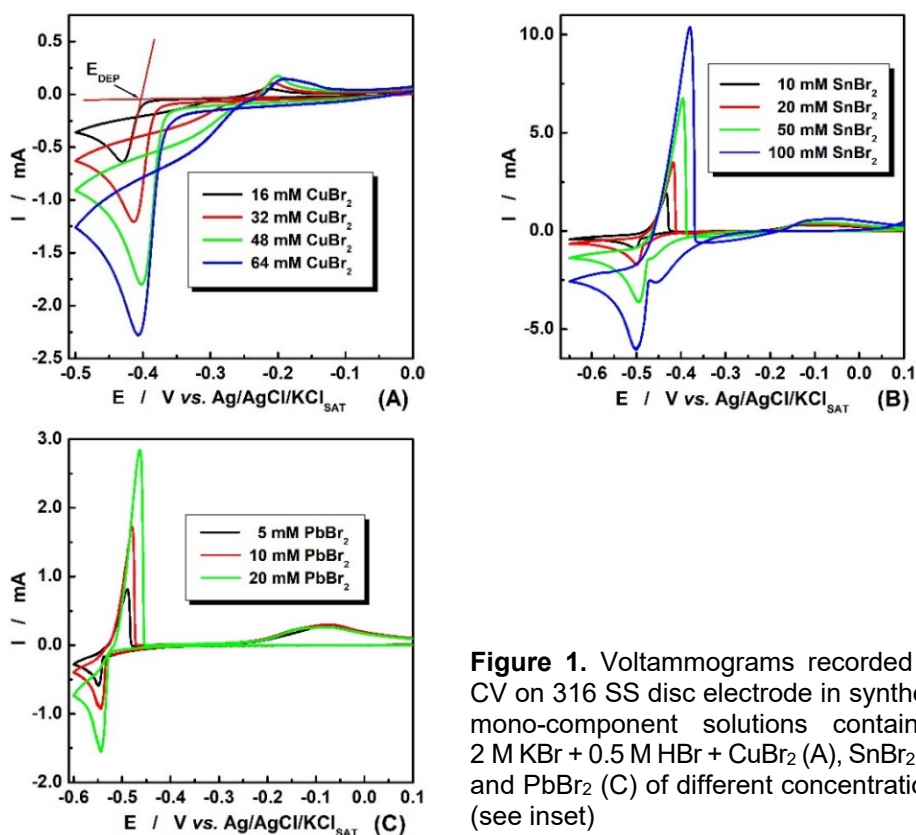 0.5
0.0
-0.5
-1.0
-1.5
-2.0
-2.5
I / mA
E_DEP
16 mM CuBr₂
32 mM CuBr₂
48 mM CuBr₂
64 mM CuBr₂
-0.5 -0.4 -0.3 -0.2 -0.1 0.0
E / V vs. Ag/AgCl/KCl_SAT (A)
10.0
5.0
0.0
-5.0
I / mA
10 mM SnBr₂
20 mM SnBr₂
50 mM SnBr₂
100 mM SnBr₂
-0.6 -0.5 -0.4 -0.3 -0.2 -0.1 0.0 0.1
E / V vs. Ag/AgCl/KCl_SAT (B)
3.0
2.0
1.0
0.0
-1.0
2.0
I / mA
5 mM PbBr₂
10 mM PbBr₂
20 mM PbBr₂
-0.6 -0.5 -0.4 -0.3 -0.2 -0.1 0.0 0.1
E / V vs. Ag/AgCl/KCl_SAT (C)
Figure 1. Voltammograms recorded
CV on 316 SS disc electrode in synthe
mono-component solutions contain
2 M KBr + 0.5 M HBr + CuBr₂ (A), SnBr₂
and PbBr₂ (C) of different concentratio
(see inset)